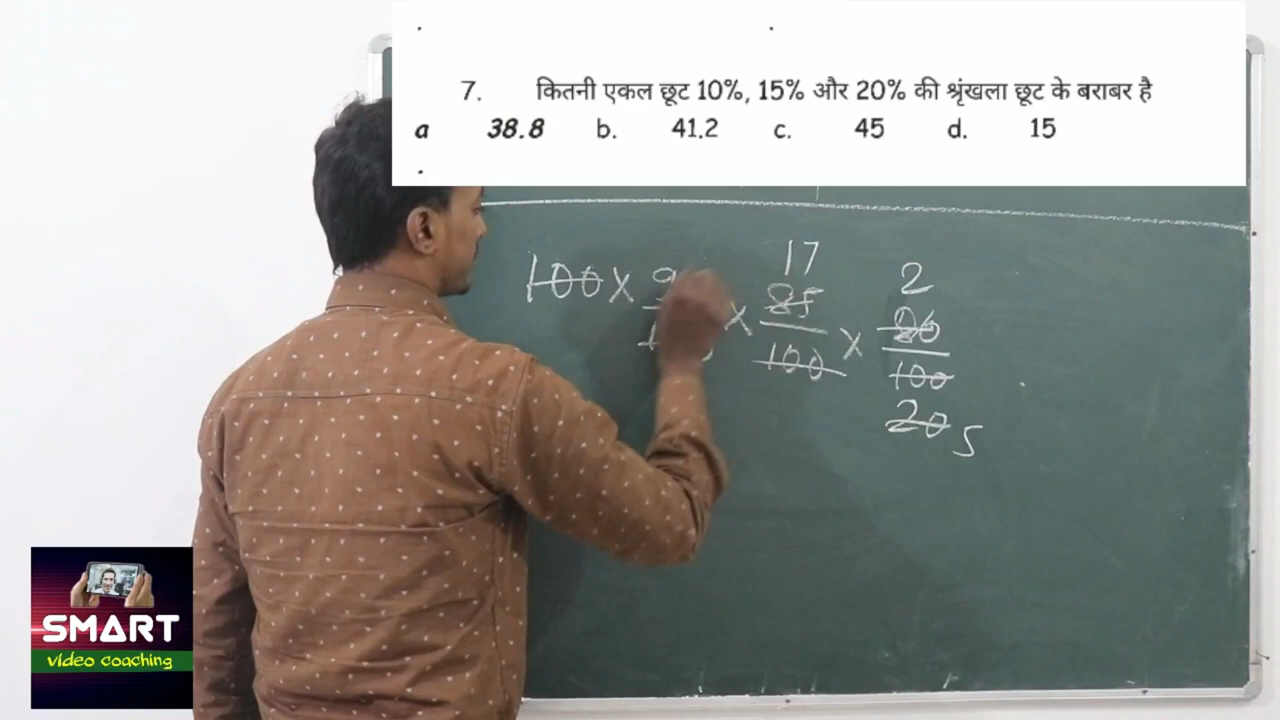 7. कितनी एकल छूट 10%, 15% और 20% की श्रृंखला छूट के बराबर है
a 38.8 b. 41.2 c. 45 d. 15
17
2
100 × 9 × 85 × 80
100 100
20 5
SMART
video coaching